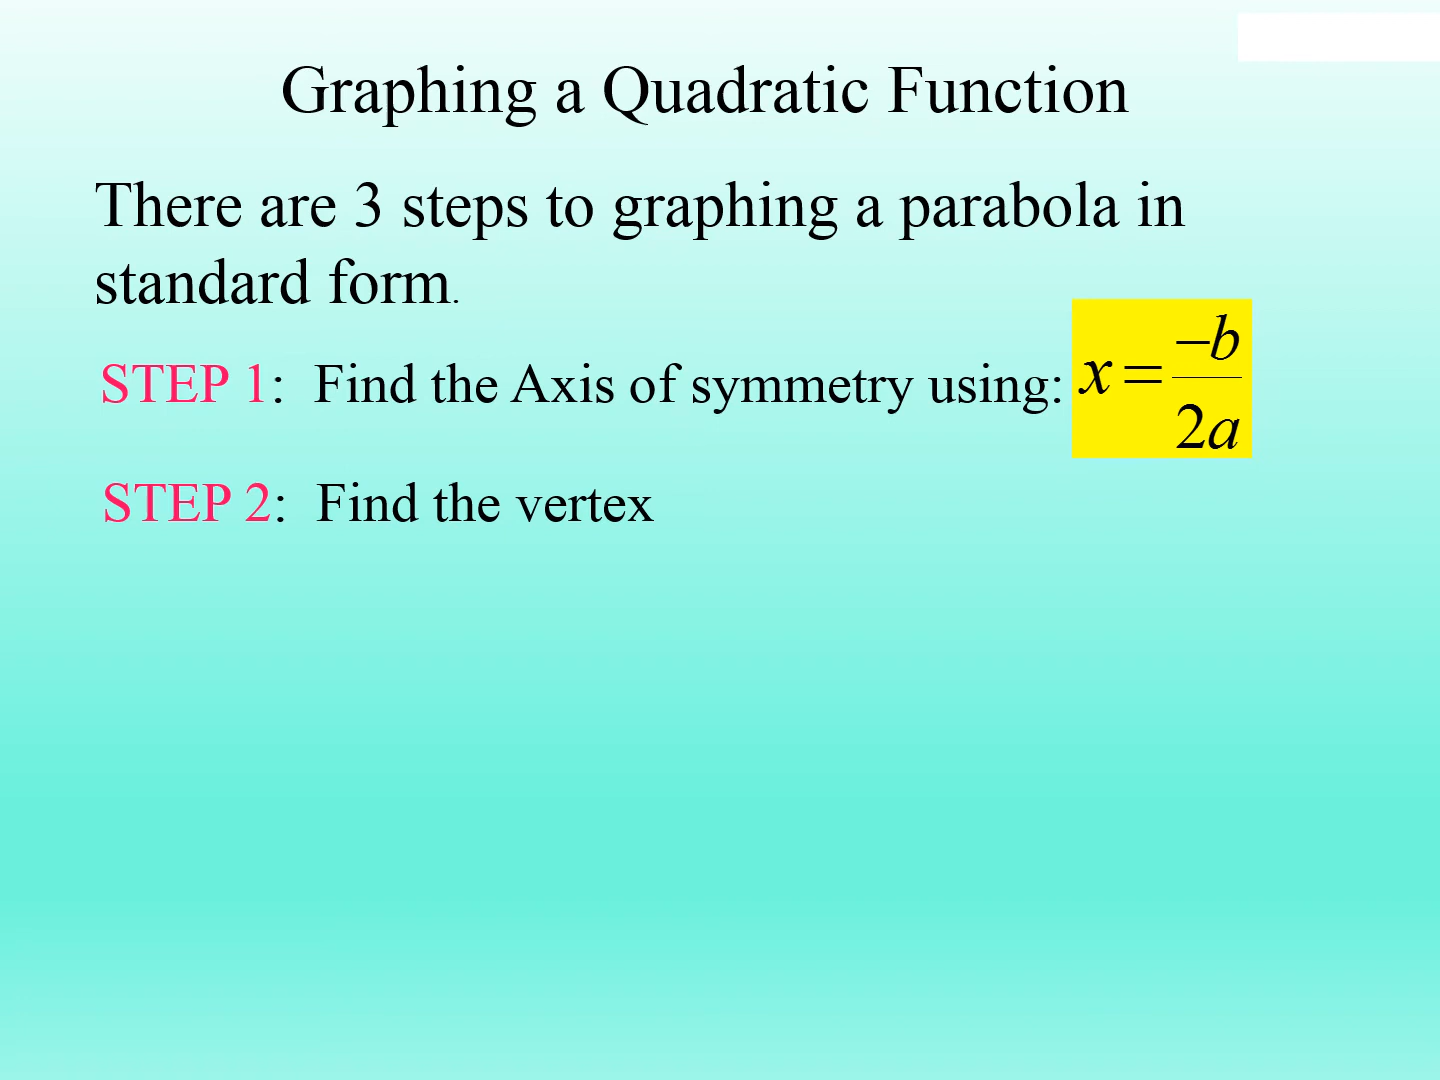 Graphing a Quadratic Function
There are 3 steps to graphing a parabola in
standard form.
STEP 1: Find the Axis of symmetry using: x = −b / 2a
STEP 2: Find the vertex